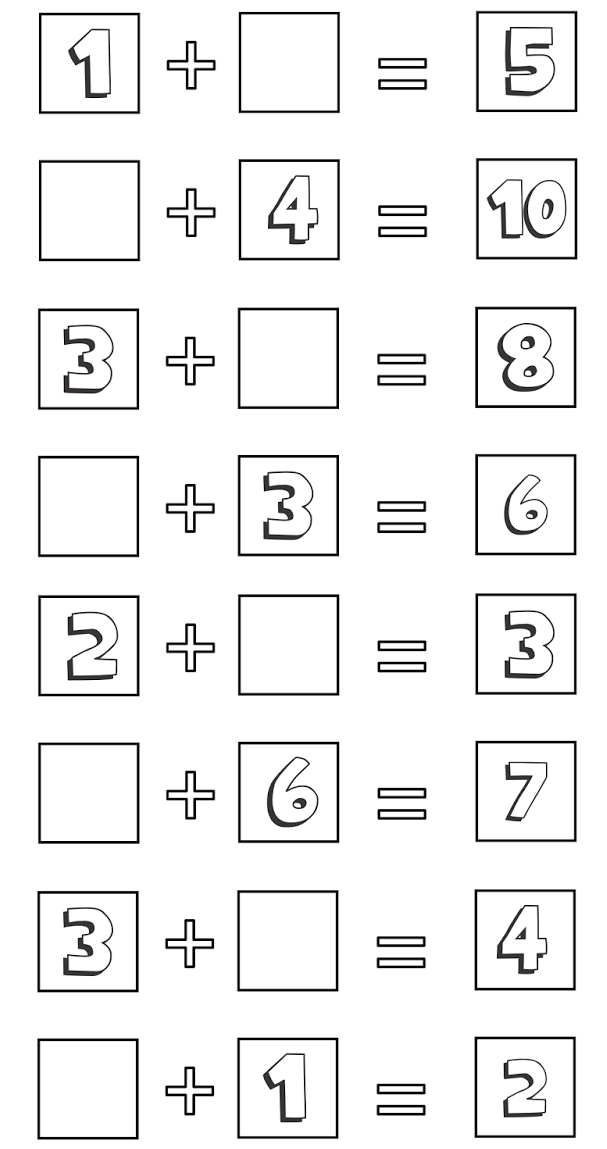 1 + = 5
+ 4 = 10
3 + = 8
+ 3 = 6
2 + = 3
+ 6 = 7
3 + = 4
+ 1 = 2